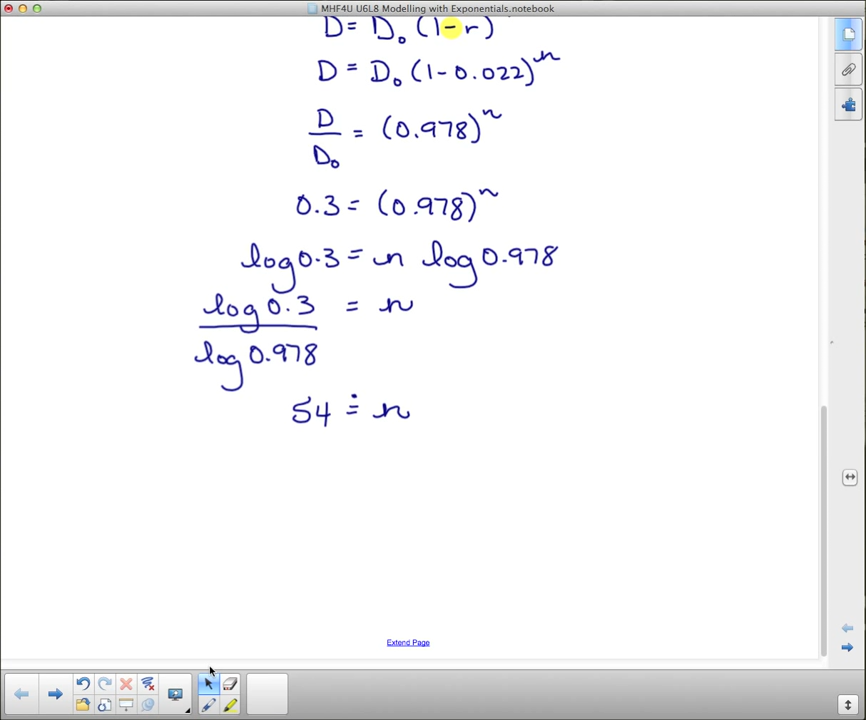 MHF4U U6L8 Modelling with Exponentials.notebook
D = D₀ (1-r)ⁿ
D = D₀ (1-0.022)ⁿ
D/D₀ = (0.978)ⁿ
0.3 = (0.978)ⁿ
log 0.3 = n log 0.978
log 0.3 / log 0.978 = n
54 ≐ n
Extend Page